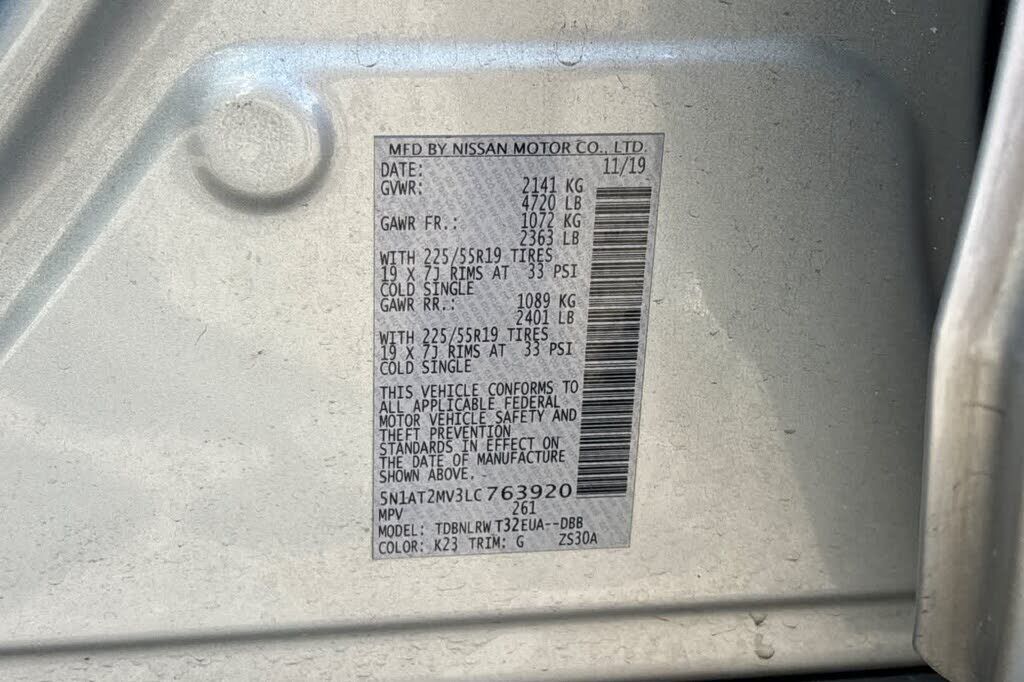 MFD BY NISSAN MOTOR CO., LTD.
DATE: 11/19
GVWR: 2141 KG
4720 LB
GAWR FR.: 1072 KG
2363 LB
WITH 225/55R19 TIRES
19 X 7J RIMS AT 33 PSI
COLD SINGLE
GAWR RR.: 1089 KG
2401 LB
WITH 225/55R19 TIRES
19 X 7J RIMS AT 33 PSI
COLD SINGLE
THIS VEHICLE CONFORMS TO
ALL APPLICABLE FEDERAL
MOTOR VEHICLE SAFETY AND
THEFT PREVENTION
STANDARDS IN EFFECT ON
THE DATE OF MANUFACTURE
SHOWN ABOVE.
5N1AT2MV3LC763920
MPV 261
MODEL: TDBNLRW T32EUA--DBB
COLOR: K23 TRIM: G ZS30A